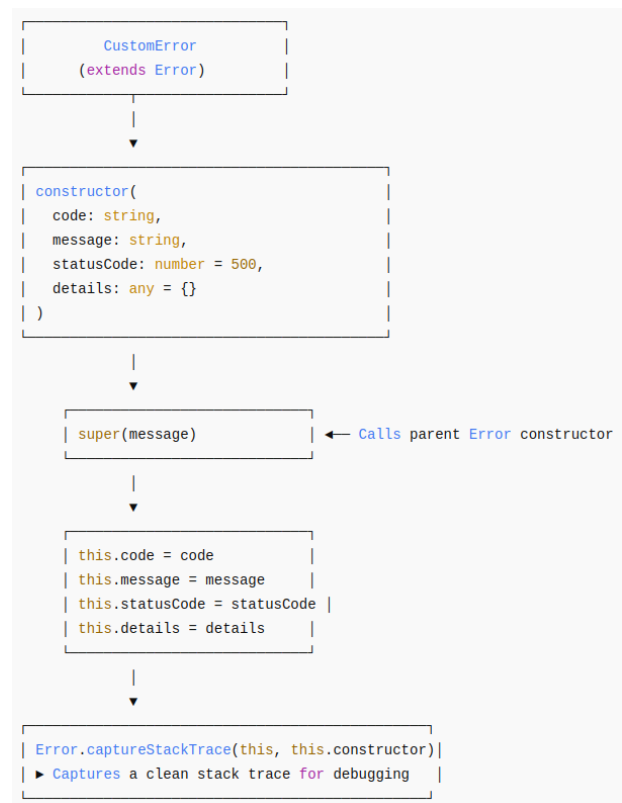 CustomError
(extends Error)
constructor(
code: string,
message: string,
statusCode: number = 500,
details: any = {}
)
super(message) ◄── Calls parent Error constructor
this.code = code
this.message = message
this.statusCode = statusCode
this.details = details
Error.captureStackTrace(this, this.constructor)
► Captures a clean stack trace for debugging